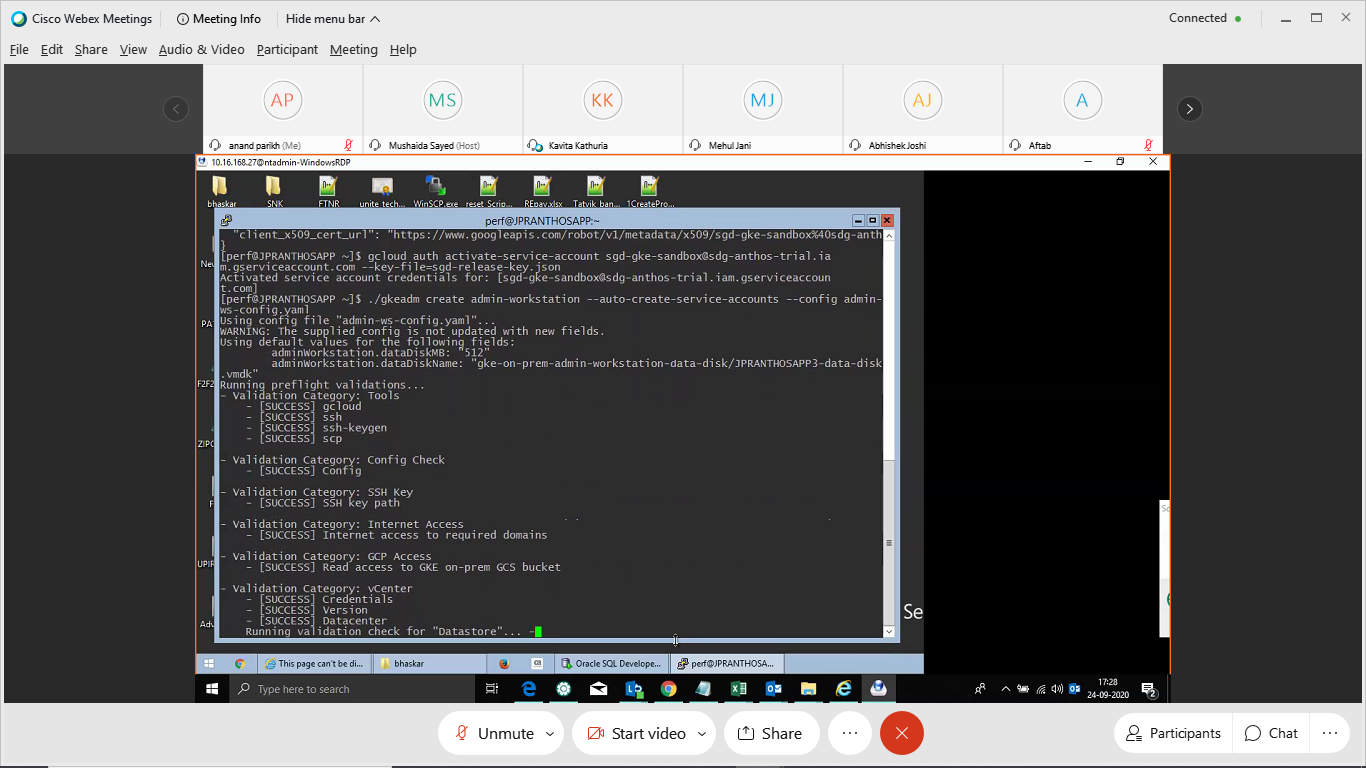 Cisco Webex Meetings
Meeting Info
Hide menu bar
Connected
File Edit Share View Audio & Video Participant Meeting Help
AP MS KK MJ AJ A
anand parikh (Me) Mushaida Sayed (Host) Kavita Kathuria Mehul Jani Abhishek Joshi Aftab
10.16.168.27@ntadmin-WindowsRDP
bhaskar SNK FTNR unite_tech... WinSCP.exe reset_Scrip... REpay.xlsx Tatvik_ban... 1CreatePro...
perf@JPRANTHOSAPP:~
"client_x509_cert_url": "https://www.googleapis.com/robot/v1/metadata/x509/sgd-gke-sandbox%40sdg-anth
}
[perf@JPRANTHOSAPP ~]$ gcloud auth activate-service-account sgd-gke-sandbox@sdg-anthos-trial.ia
m.gserviceaccount.com --key-file=sgd-release-key.json
Activated service account credentials for: [sgd-gke-sandbox@sdg-anthos-trial.iam.gserviceaccoun
t.com]
[perf@JPRANTHOSAPP ~]$ ./gkeadm create admin-workstation --auto-create-service-accounts --config admin-
ws-config.yaml
Using config file "admin-ws-config.yaml"...
WARNING: The supplied config is not updated with new fields.
Using default values for the following fields:
adminWorkstation.dataDiskMB: "512"
adminWorkstation.dataDiskName: "gke-on-prem-admin-workstation-data-disk/JPRANTHOSAPP3-data-disk
.vmdk"
Running preflight validations...
- Validation Category: Tools
- [SUCCESS] gcloud
- [SUCCESS] ssh
- [SUCCESS] ssh-keygen
- [SUCCESS] scp
- Validation Category: Config Check
- [SUCCESS] Config
- Validation Category: SSH Key
- [SUCCESS] SSH key path
- Validation Category: Internet Access
- [SUCCESS] Internet access to required domains
- Validation Category: GCP Access
- [SUCCESS] Read access to GKE on-prem GCS bucket
- Validation Category: vCenter
- [SUCCESS] Credentials
- [SUCCESS] Version
- [SUCCESS] Datacenter
Running validation check for "Datastore"... -
Se
This page can't be di... bhaskar Oracle SQL Develope... perf@JPRANTHOSA...
Type here to search
17:28
24-09-2020
2
Unmute Start video Share Participants Chat